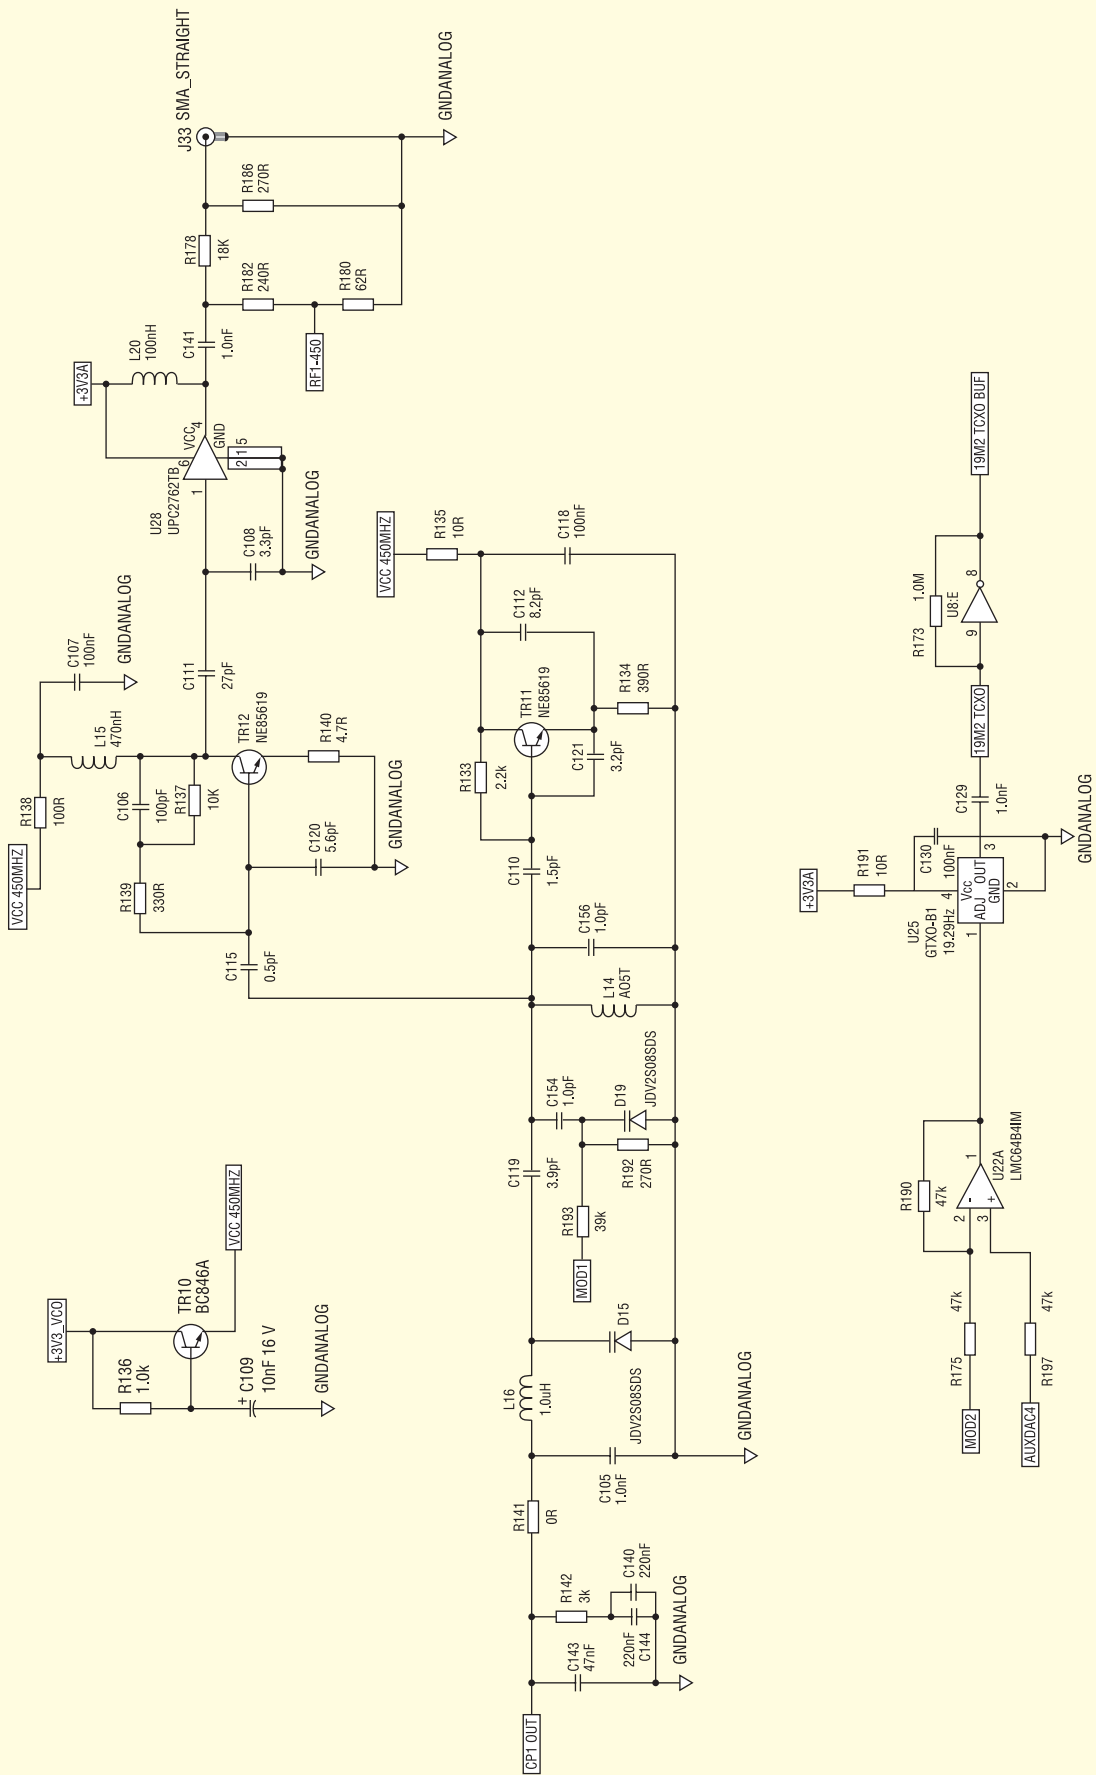 J33 SMA_STRAIGHT
GNDANALOG
R186
270R
R178
18K
R182
240R
R180
62R
RF1-450
C141
1.0nF
L20
100nH
+3V3A
U28
UPC2762TB
6
VCC
4
GND
1
2
1
5
GNDANALOG
C108
3.3pF
C111
27pF
C107
100nF
GNDANALOG
L15
470nH
R138
100R
VCC 450MHZ
C106
100pF
R137
10K
R139
330R
TR12
NE85619
R140
4.7R
C120
5.6pF
GNDANALOG
C115
0.5pF
VCC 450MHZ
R135
10R
C118
100nF
C112
8.2pF
TR11
NE85619
R134
390R
R133
2.2k
C121
3.2pF
C110
1.5pF
C156
1.0pF
L14
AO5T
C154
1.0pF
D19
JDV2S08SDS
C119
3.9pF
R192
270R
R193
39k
MOD1
D15
JDV2S08SDS
L16
1.0uH
C105
1.0nF
GNDANALOG
R141
0R
R142
3k
C140
220nF
220nF
C144
C143
47nF
GNDANALOG
CP1 OUT
+3V3_VCO
TR10
BC846A
VCC 450MHZ
R136
1.0k
+
C109
10nF 16 V
GNDANALOG
19M2 TCXO BUF
1.0M
R173
U8:E
8
9
19M2 TCXO
C129
1.0nF
+3V3A
R191
10R
C130
100nF
GNDANALOG
U25
GTXO-B1
19.29Hz
4
Vcc
ADJ OUT
GND
3
2
1
U22A
LMC64B4IM
1
2
-
3
+
R190
47k
R175
47k
R197
47k
MOD2
AUXDAC4